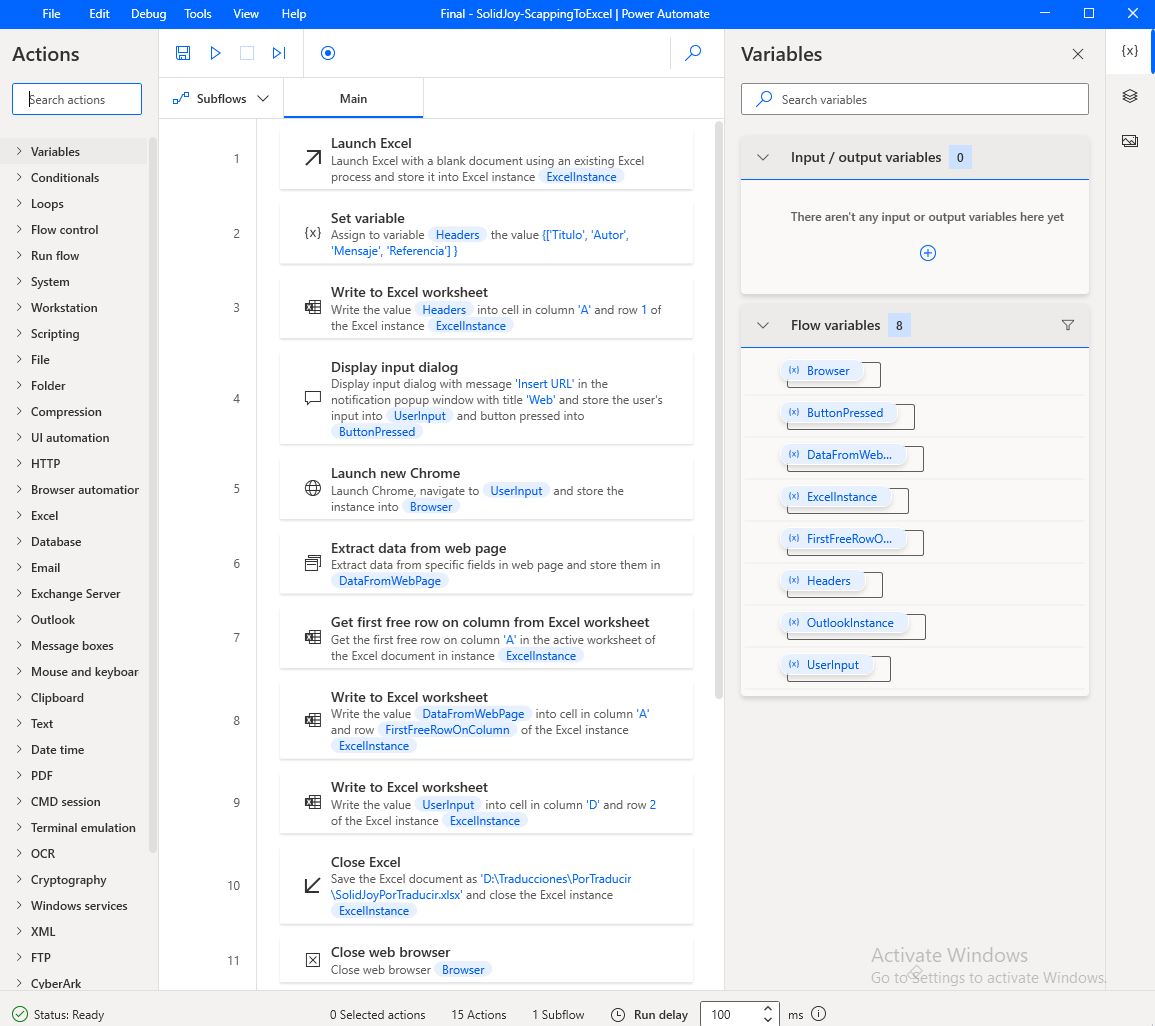 File Edit Debug Tools View Help Final - SolidJoy-ScappingToExcel | Power Automate
Actions
Search actions
Variables
Conditionals
Loops
Flow control
Run flow
System
Workstation
Scripting
File
Folder
Compression
UI automation
HTTP
Browser automation
Excel
Database
Email
Exchange Server
Outlook
Message boxes
Mouse and keyboar
Clipboard
Text
Date time
PDF
CMD session
Terminal emulation
OCR
Cryptography
Windows services
XML
FTP
CyberArk
Subflows Main
1 Launch Excel
Launch Excel with a blank document using an existing Excel
process and store it into Excel instance ExcelInstance
2 Set variable
{x} Assign to variable Headers the value {['Titulo', 'Autor',
'Mensaje', 'Referencia'] }
3 Write to Excel worksheet
Write the value Headers into cell in column 'A' and row 1 of
the Excel instance ExcelInstance
4 Display input dialog
Display input dialog with message 'Insert URL' in the
notification popup window with title 'Web' and store the user's
input into UserInput and button pressed into
ButtonPressed
5 Launch new Chrome
Launch Chrome, navigate to UserInput and store the
instance into Browser
6 Extract data from web page
Extract data from specific fields in web page and store them in
DataFromWebPage
7 Get first free row on column from Excel worksheet
Get the first free row on column 'A' in the active worksheet of
the Excel document in instance ExcelInstance
8 Write to Excel worksheet
Write the value DataFromWebPage into cell in column 'A'
and row FirstFreeRowOnColumn of the Excel instance
ExcelInstance
9 Write to Excel worksheet
Write the value UserInput into cell in column 'D' and row 2
of the Excel instance ExcelInstance
10 Close Excel
Save the Excel document as 'D:\Traducciones\PorTraducir
\SolidJoyPorTraducir.xlsx' and close the Excel instance
ExcelInstance
11 Close web browser
Close web browser Browser
Variables
{x}
Search variables
Input / output variables 0
There aren't any input or output variables here yet
Flow variables 8
(x) Browser
(x) ButtonPressed
(x) DataFromWeb...
(x) ExcelInstance
(x) FirstFreeRowO...
(x) Headers
(x) OutlookInstance
(x) UserInput
Activate Windows
Go to Settings to activate Windows.
Status: Ready 0 Selected actions 15 Actions 1 Subflow Run delay 100 ms